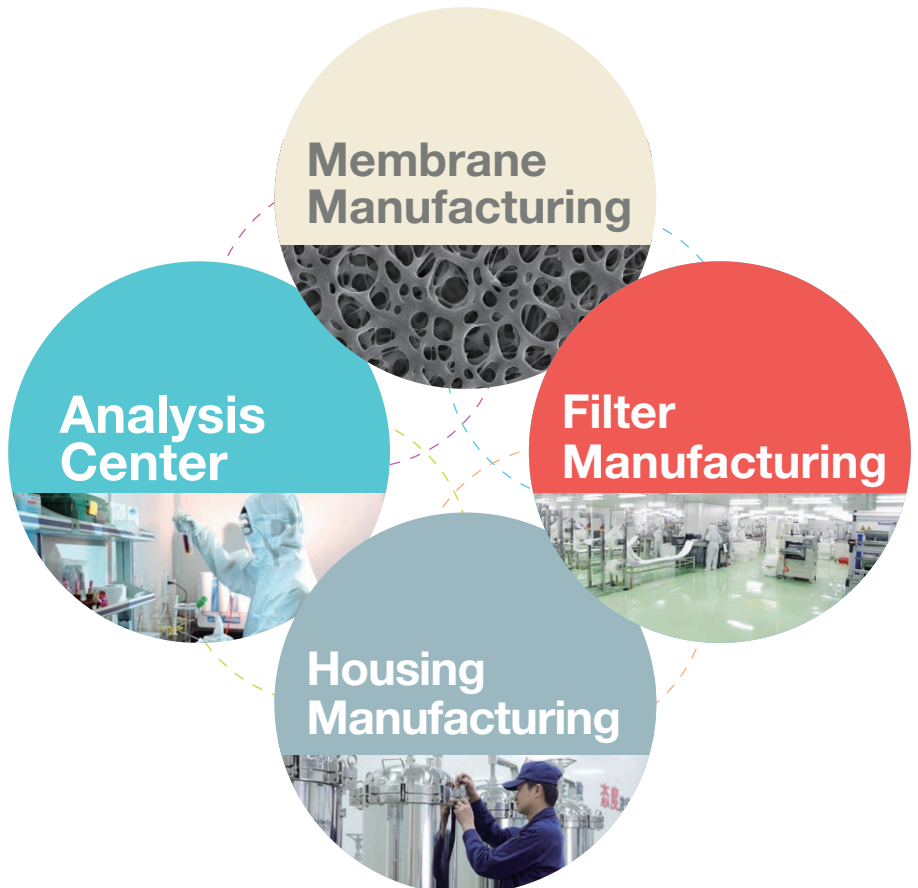 Membrane
Manufacturing
Analysis
Center
Filter
Manufacturing
Housing
Manufacturing